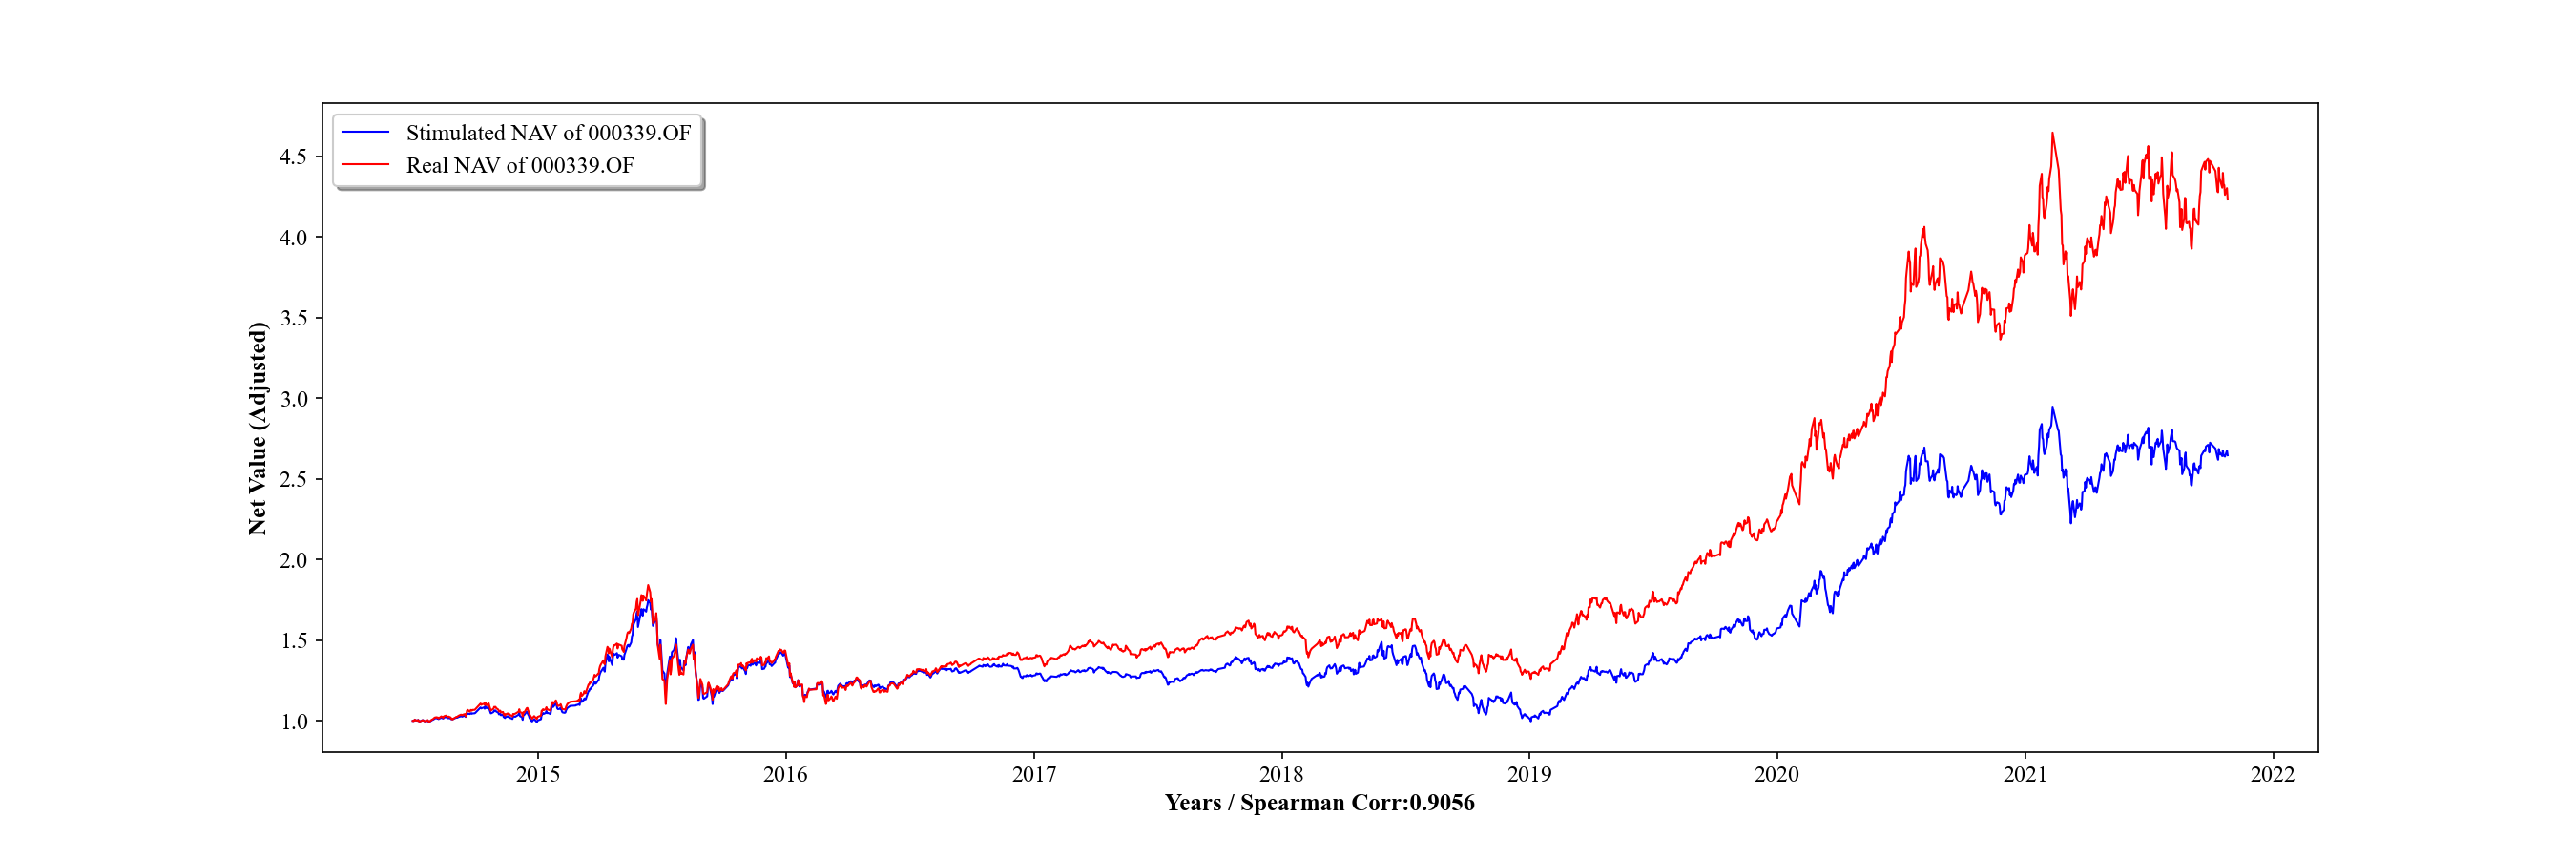 Stimulated NAV of 000339.OF
Real NAV of 000339.OF
4.5
4.0
3.5
3.0
2.5
2.0
1.5
1.0
Net Value (Adjusted)
2015 2016 2017 2018 2019 2020 2021 2022
Years / Spearman Corr:0.9056